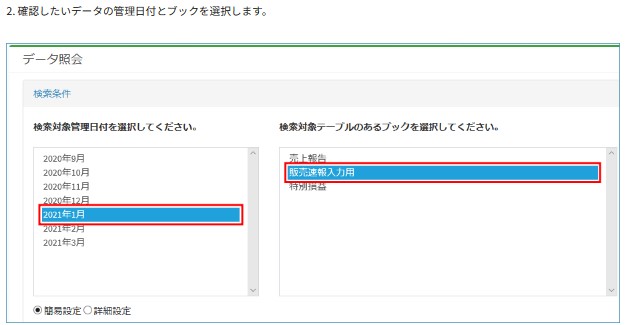 2. 確認したいデータの管理日付とブックを選択します。
データ照会
検索条件
検索対象管理日付を選択してください。
2020年9月
2020年10月
2020年11月
2020年12月
2021年1月
2021年2月
2021年3月
検索対象テーブルのあるブックを選択してください。
売上報告
販売速報入力用
特別損益
簡易設定 詳細設定